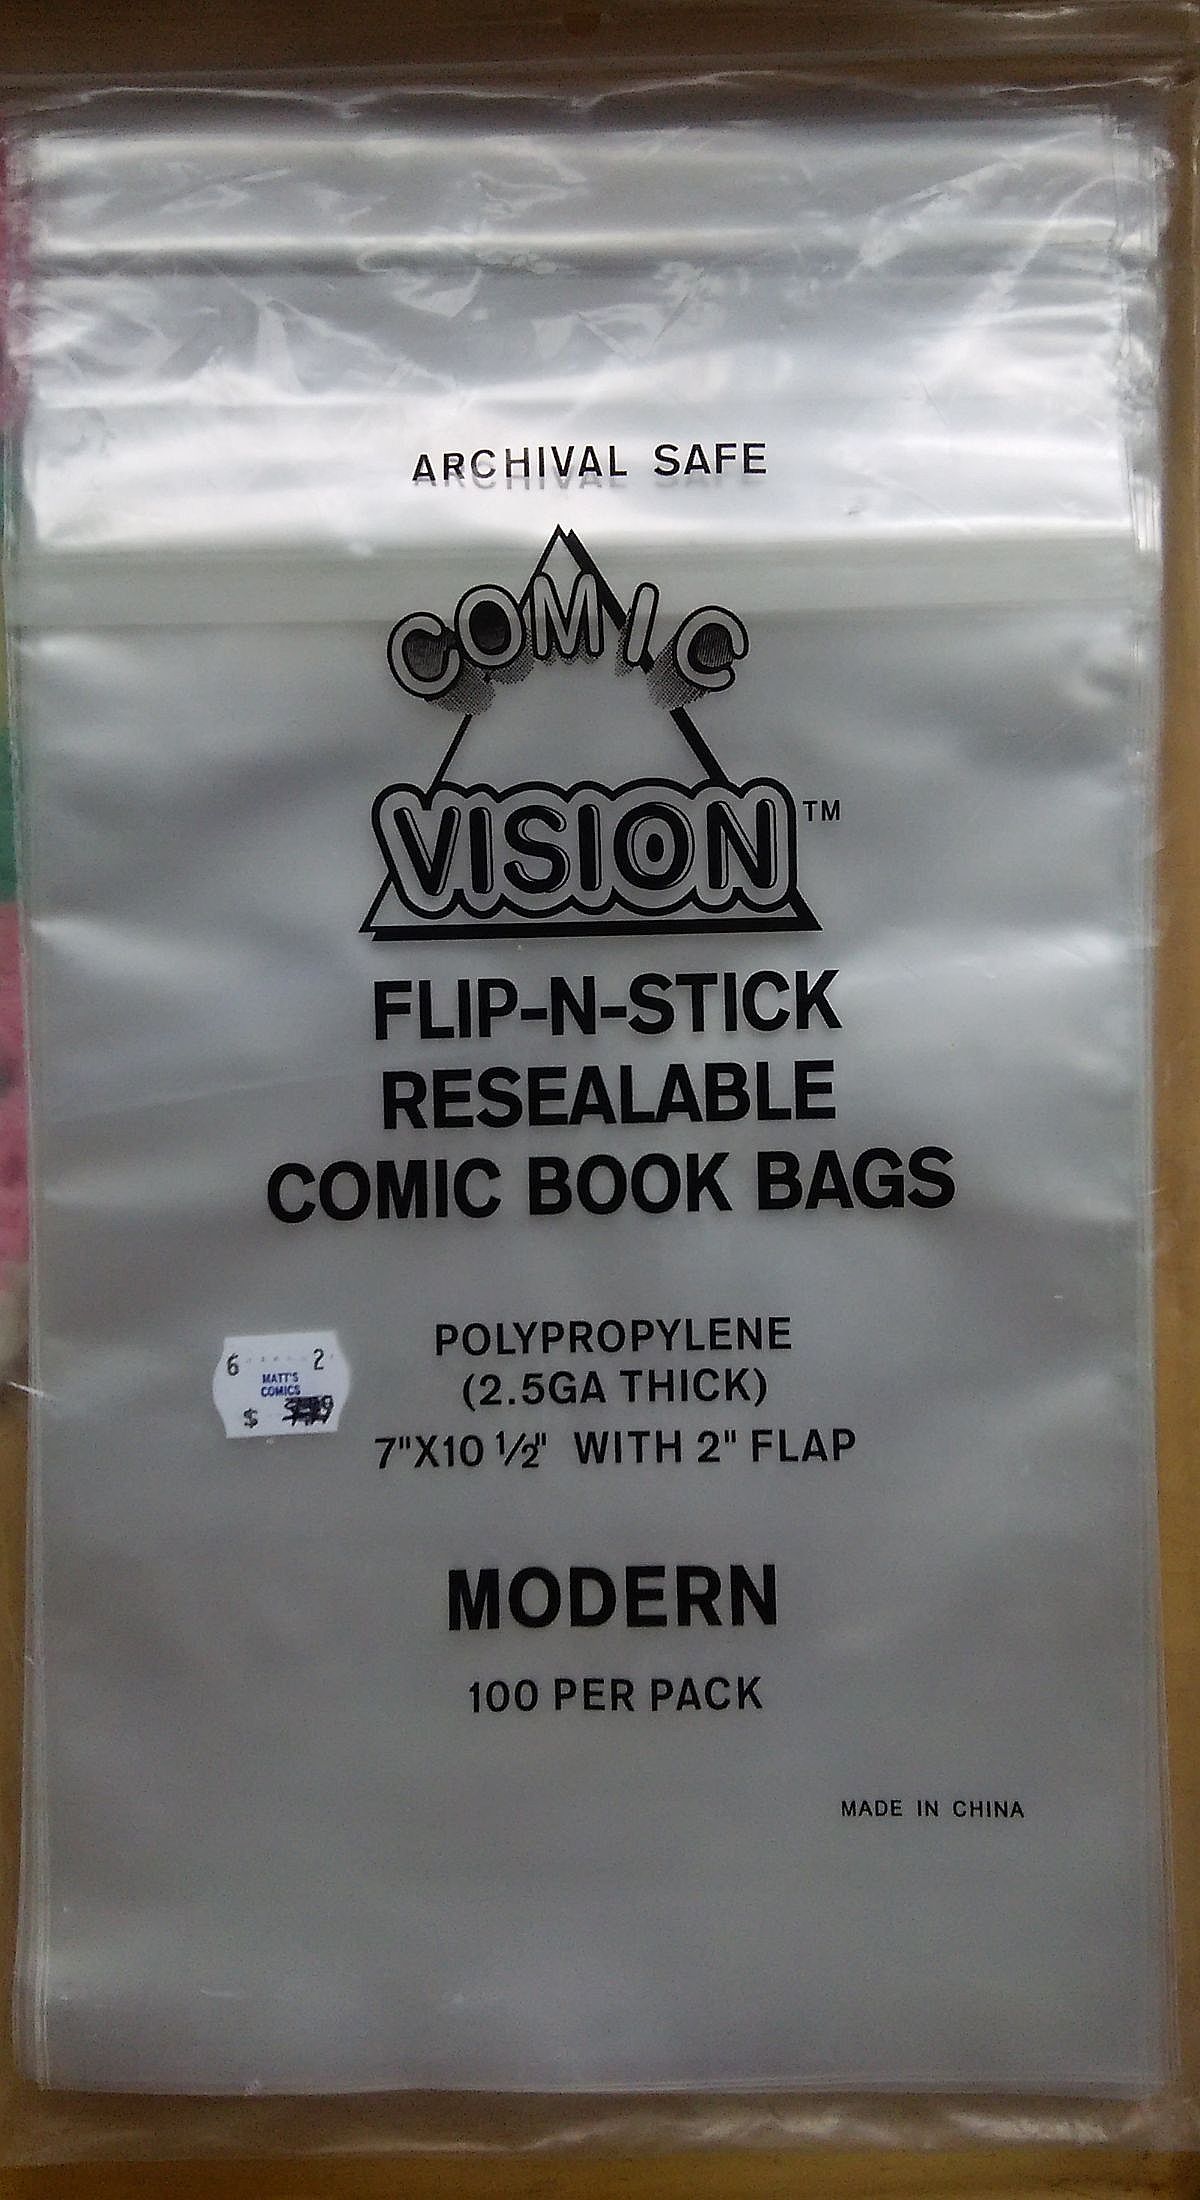 ARCHIVAL SAFE
COMIC
VISION™
FLIP-N-STICK
RESEALABLE
COMIC BOOK BAGS
POLYPROPYLENE
(2.5GA THICK)
7"X10 ½" WITH 2" FLAP
6 2
MATT'S
COMICS
$
MODERN
100 PER PACK
MADE IN CHINA